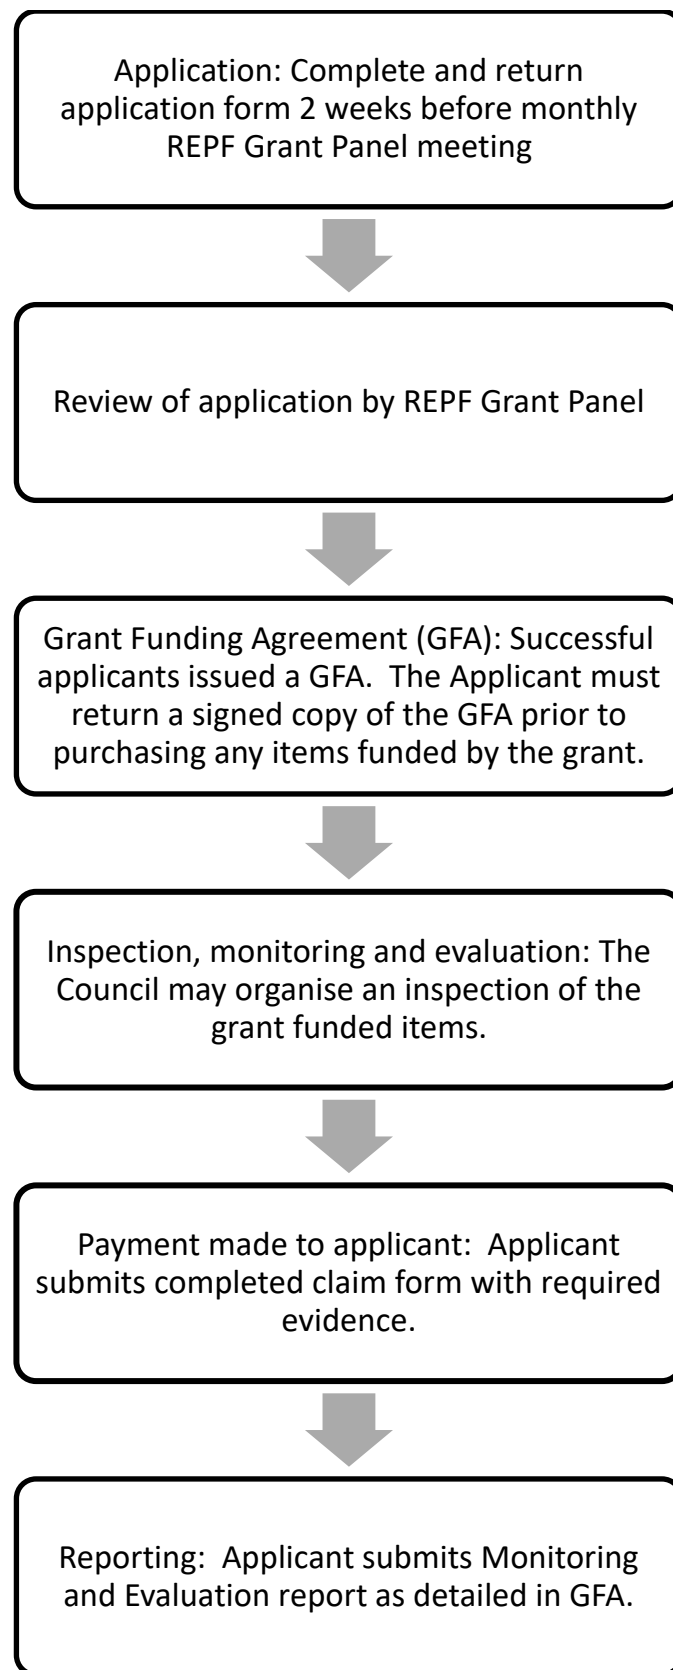 Application: Complete and return
application form 2 weeks before monthly
REPF Grant Panel meeting
Review of application by REPF Grant Panel
Grant Funding Agreement (GFA): Successful
applicants issued a GFA.  The Applicant must
return a signed copy of the GFA prior to
purchasing any items funded by the grant.
Inspection, monitoring and evaluation: The
Council may organise an inspection of the
grant funded items.
Payment made to applicant:  Applicant
submits completed claim form with required
evidence.
Reporting:  Applicant submits Monitoring
and Evaluation report as detailed in GFA.